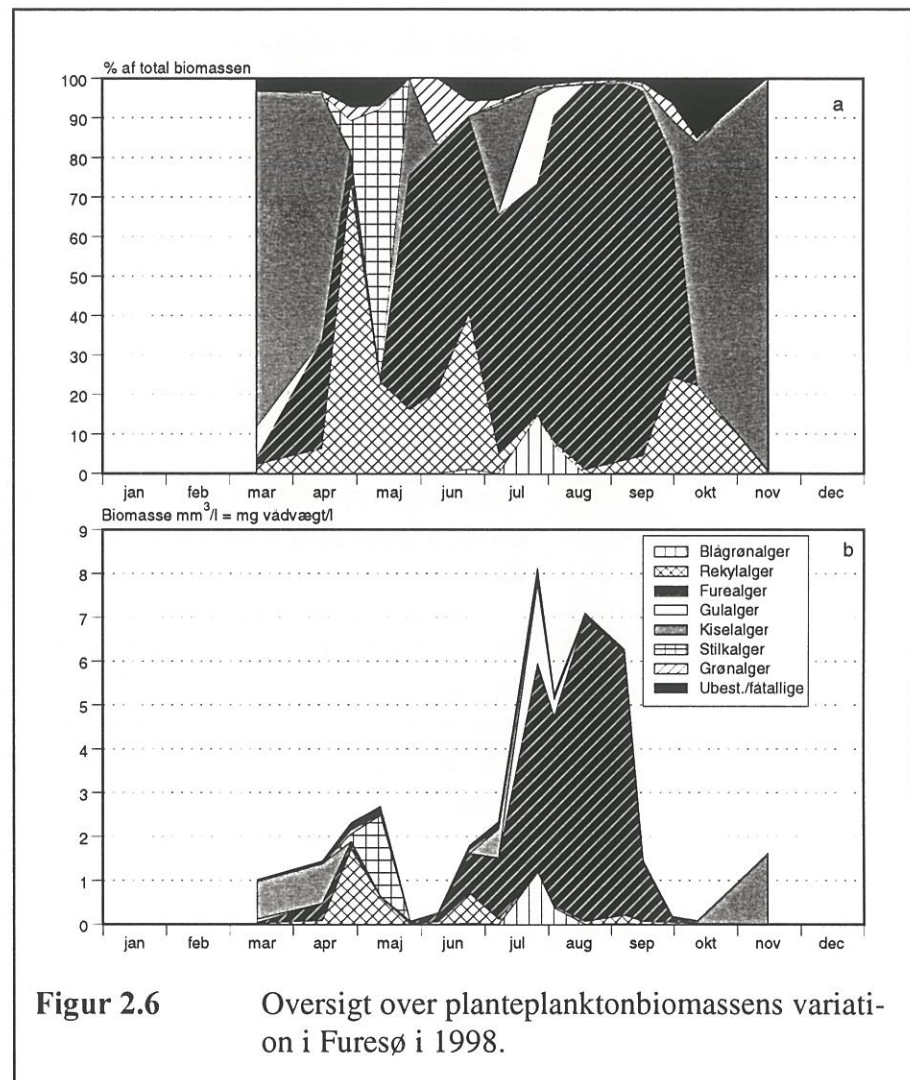 % af total biomassen
a
100
90
80
70
60
50
40
30
20
10
0
jan feb mar apr maj jun jul aug sep okt nov dec
Biomasse mm³/l = mg vådvægt/l
b
9
8
7
6
5
4
3
2
1
0
Blågrønalger
Rekylalger
Furealger
Gulalger
Kiselalger
Stilkalger
Grønalger
Ubest./fåtallige
jan feb mar apr maj jun jul aug sep okt nov dec
Figur 2.6 Oversigt over planteplanktonbiomassens variati-
on i Furesø i 1998.